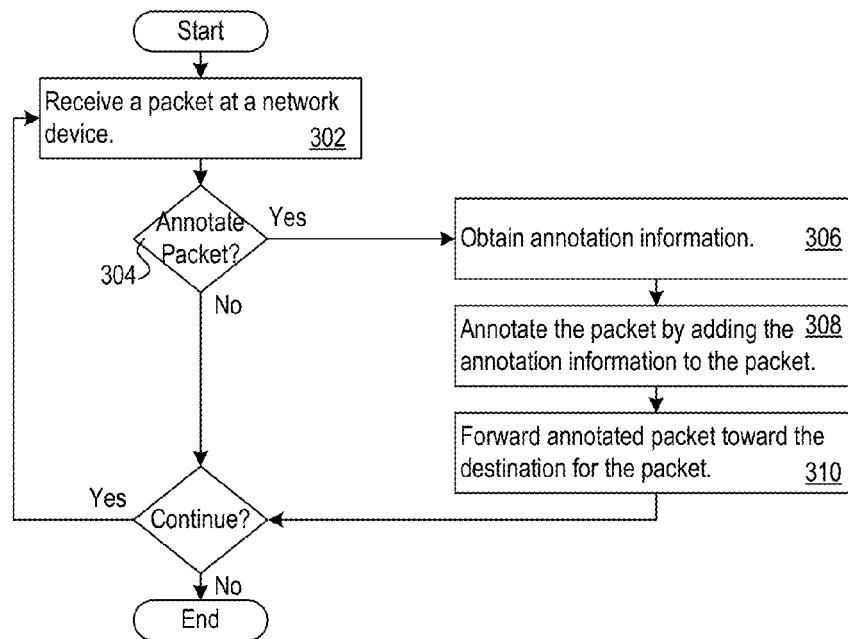 Start
Receive a packet at a network
device. 302
Annotate
Packet?
Yes
304
No
Obtain annotation information. 306
Annotate the packet by adding the 308
annotation information to the packet.
Forward annotated packet toward the
destination for the packet. 310
Yes
Continue?
No
End